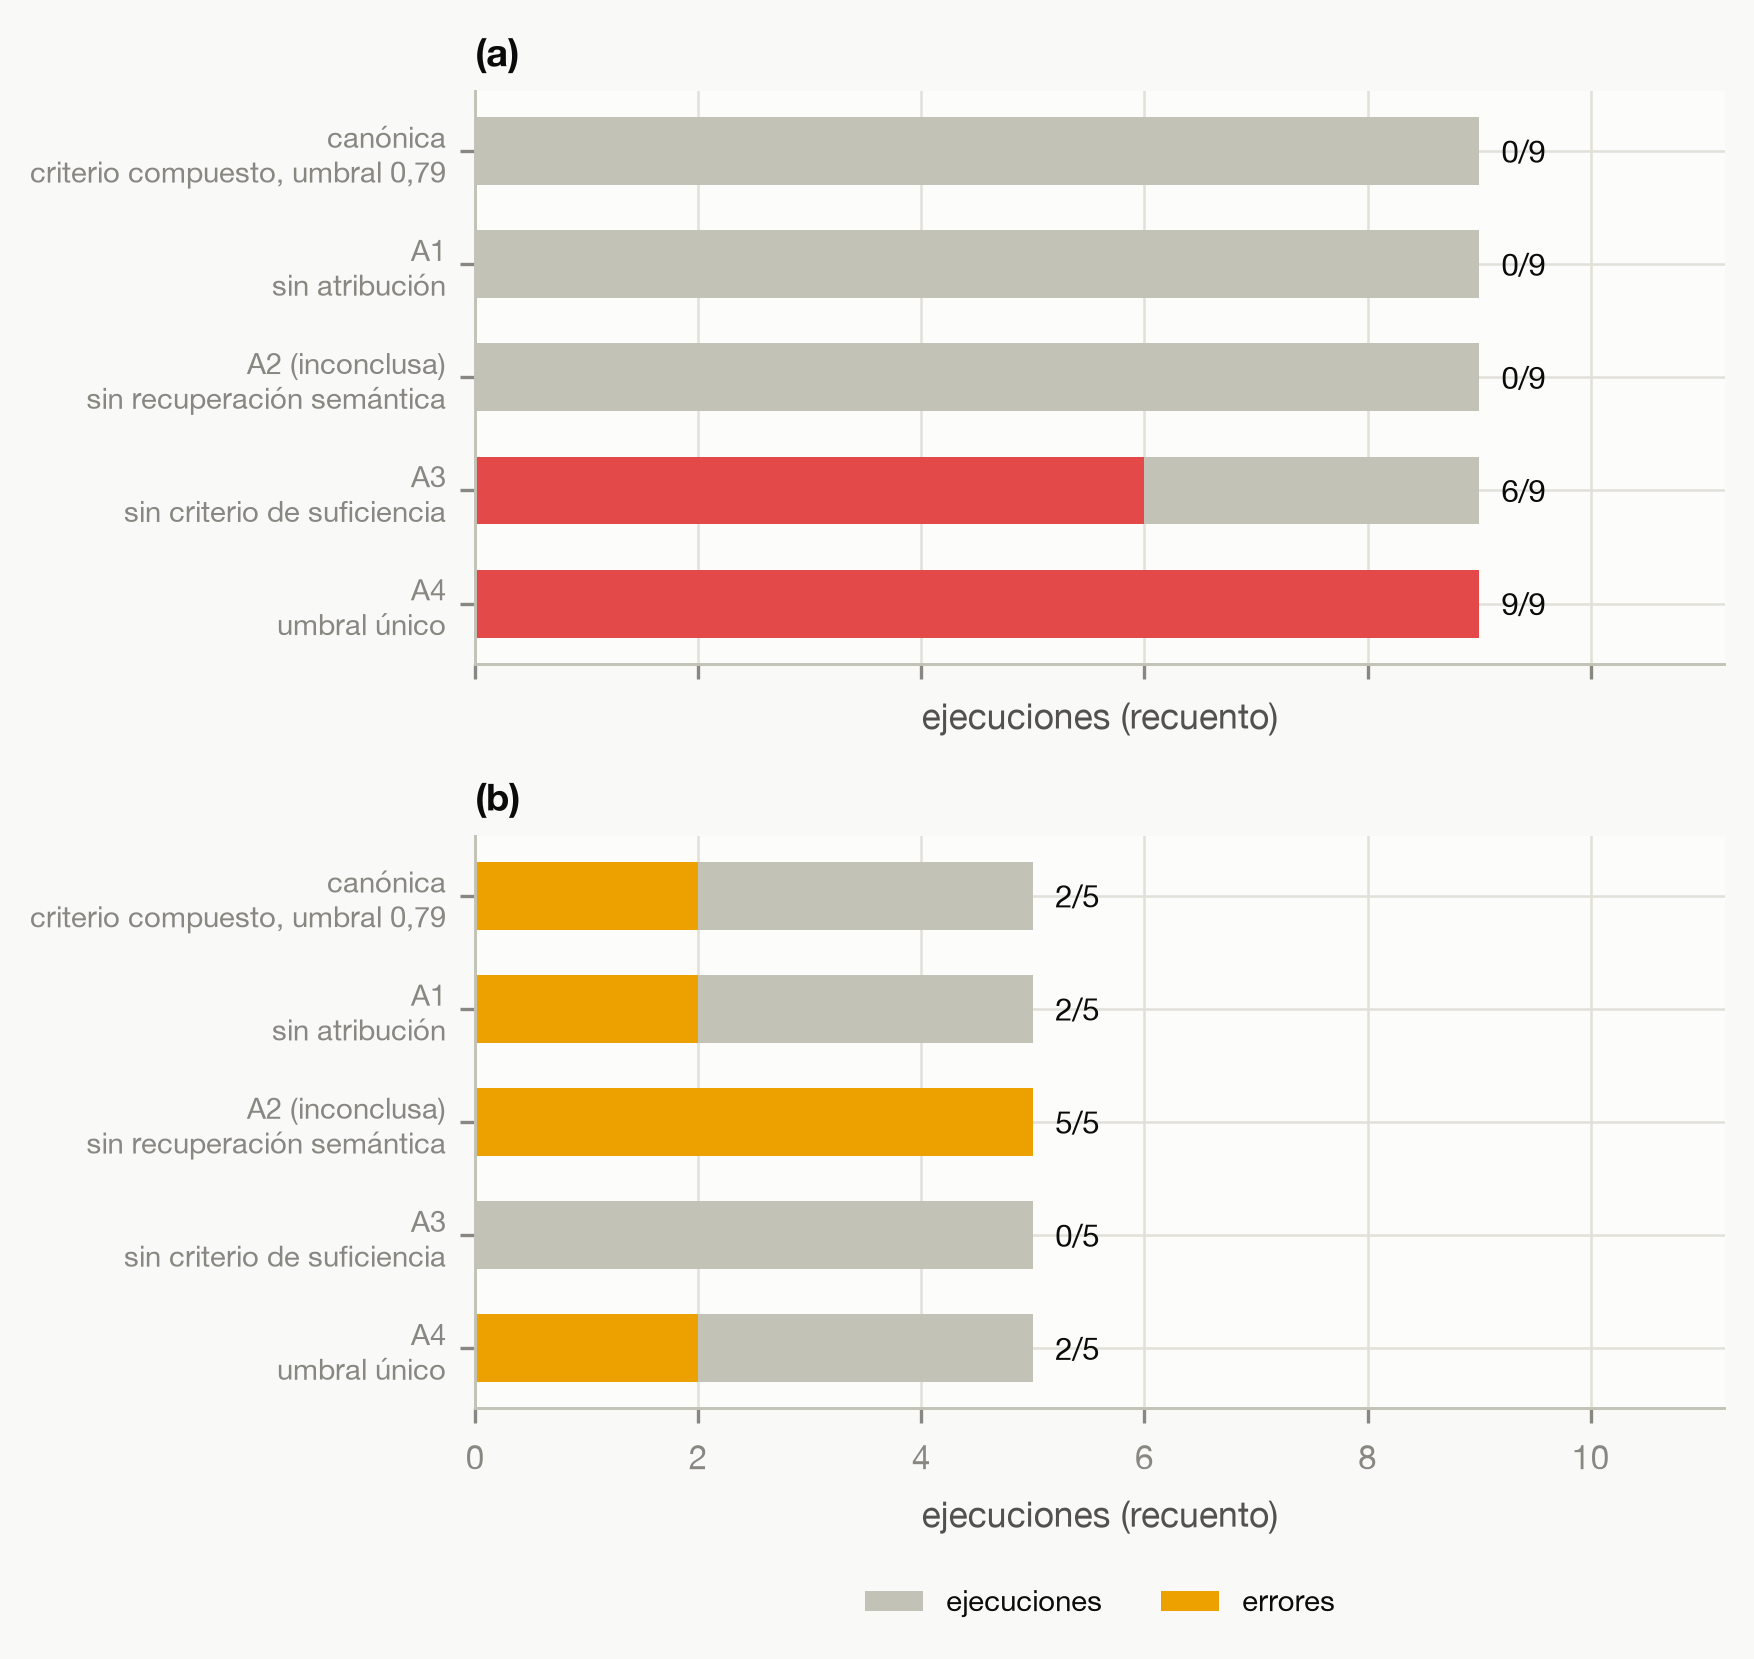 (a)
canónica
criterio compuesto, umbral 0,79
0/9
A1
sin atribución
0/9
A2 (inconclusa)
sin recuperación semántica
0/9
A3
sin criterio de suficiencia
6/9
A4
umbral único
9/9
ejecuciones (recuento)
(b)
canónica
criterio compuesto, umbral 0,79
2/5
A1
sin atribución
2/5
A2 (inconclusa)
sin recuperación semántica
5/5
A3
sin criterio de suficiencia
0/5
A4
umbral único
2/5
0 2 4 6 8 10
ejecuciones (recuento)
ejecuciones errores